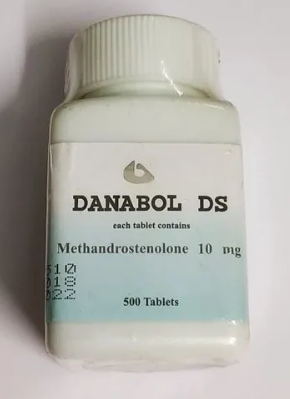 DANABOL DS
each tablet contains
Methandrostenolone 10 mg
510
018
022
500 Tablets